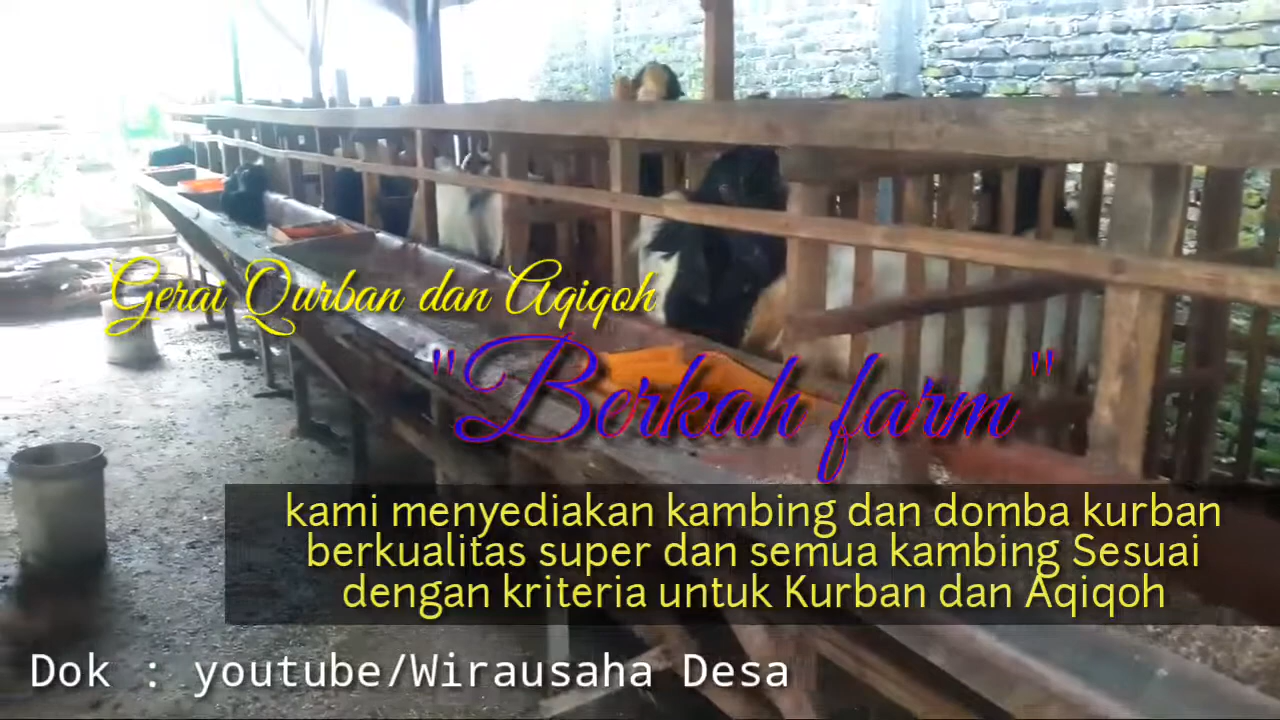 Gerai Qurban dan Aqiqoh
"Berkah farm"
kami menyediakan kambing dan domba kurban
berkualitas super dan semua kambing Sesuai
dengan kriteria untuk Kurban dan Aqiqoh
Dok : youtube/Wirausaha Desa